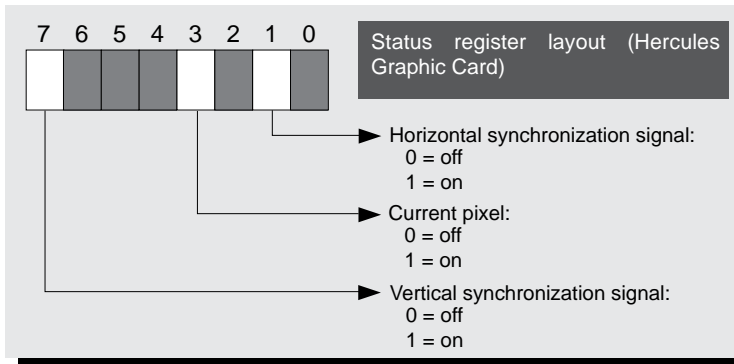 7 6 5 4 3 2 1 0
Status register layout (Hercules
Graphic Card)
Horizontal synchronization signal:
0 = off
1 = on
Current pixel:
0 = off
1 = on
Vertical synchronization signal:
0 = off
1 = on